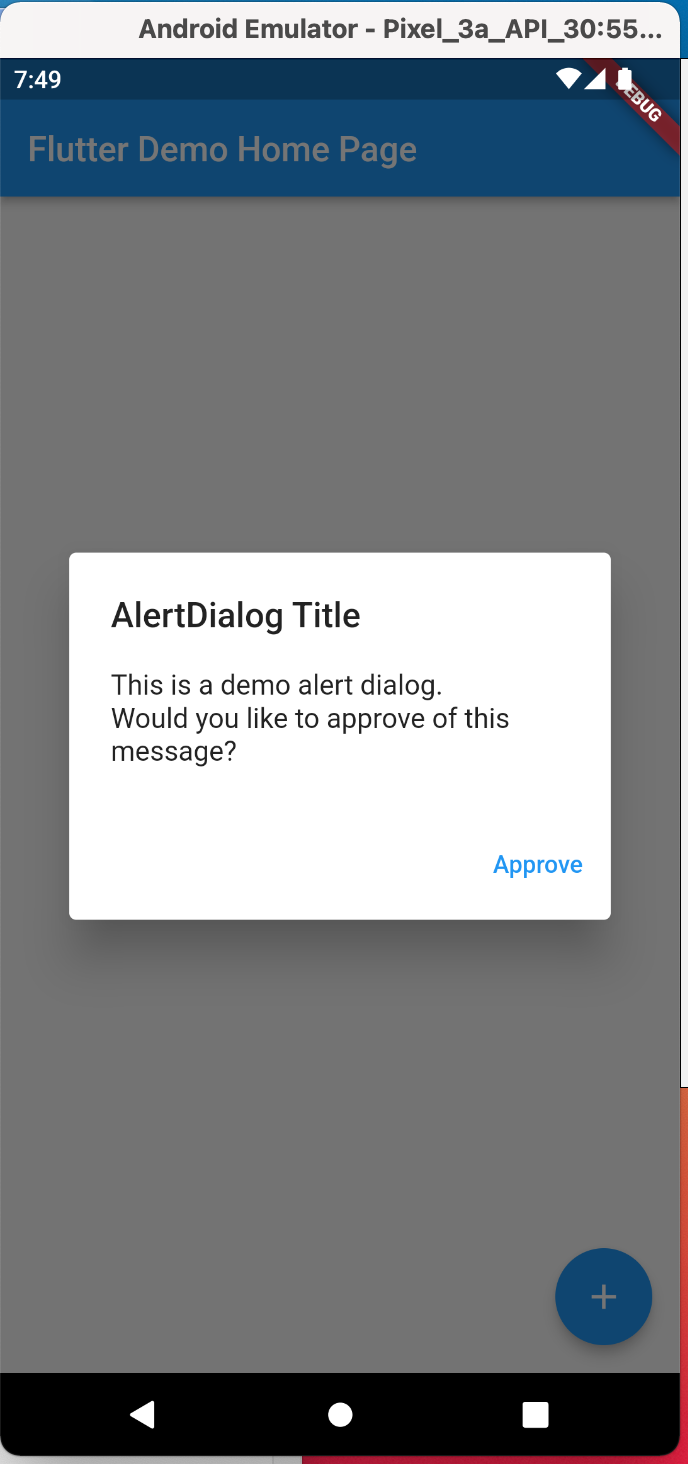 Android Emulator - Pixel_3a_API_30:55...
7:49
DEBUG
Flutter Demo Home Page
AlertDialog Title
This is a demo alert dialog.
Would you like to approve of this
message?
Approve